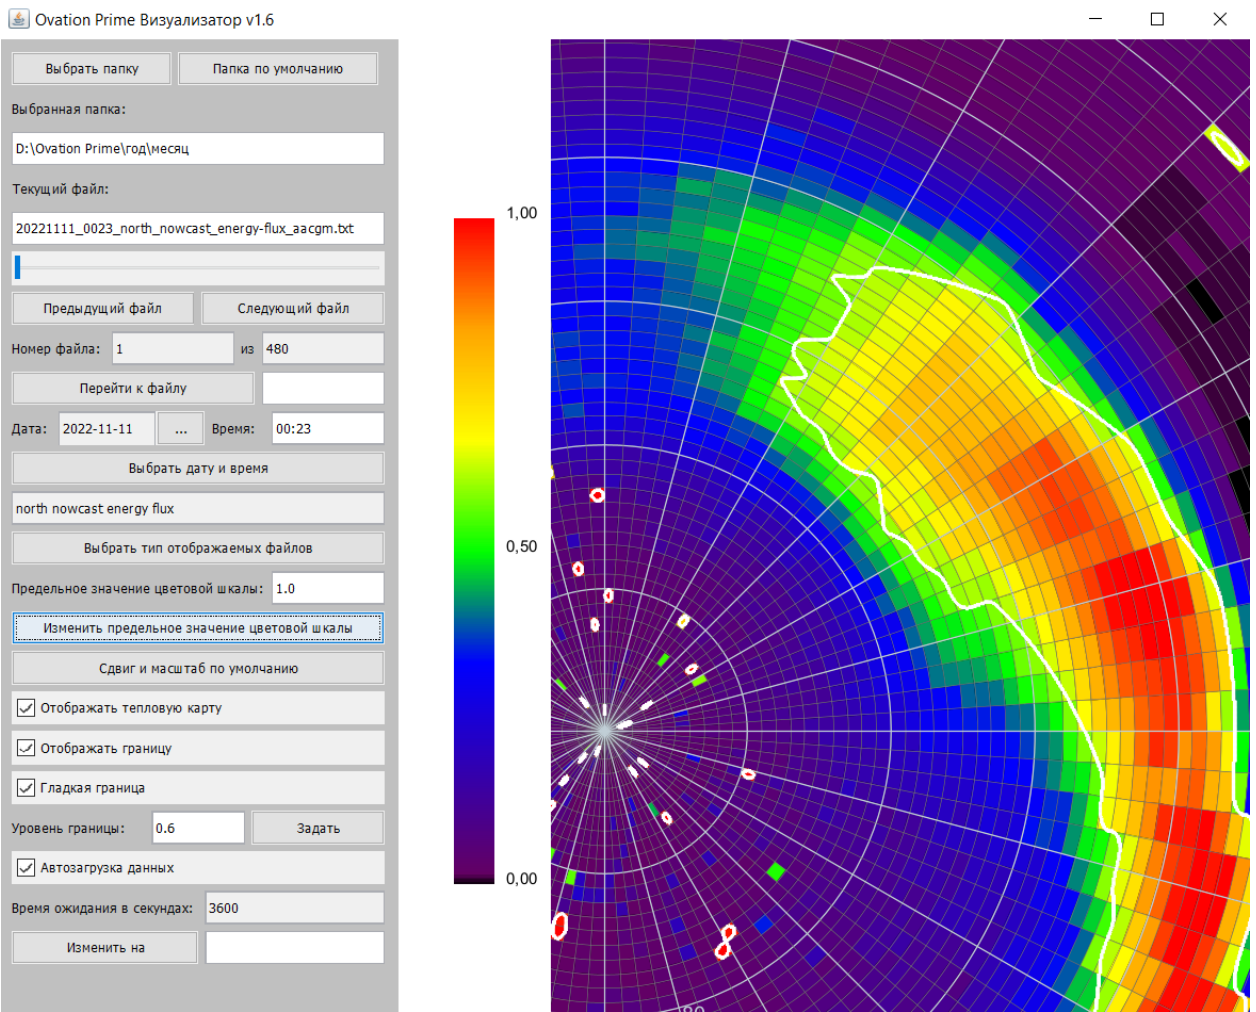 Ovation Prime Визуализатор v1.6
Выбрать папку
Папка по умолчанию
Выбранная папка:
D:\Ovation Prime\год\месяц
Текущий файл:
20221111_0023_north_nowcast_energy-flux_aacgm.txt
Предыдущий файл
Следующий файл
Номер файла: 1 из 480
Перейти к файлу
Дата: 2022-11-11 ... Время: 00:23
Выбрать дату и время
north nowcast energy flux
Выбрать тип отображаемых файлов
Предельное значение цветовой шкалы: 1.0
Изменить предельное значение цветовой шкалы
Сдвиг и масштаб по умолчанию
Отображать тепловую карту
Отображать границу
Гладкая граница
Уровень границы: 0.6 Задать
Автозагрузка данных
Время ожидания в секундах: 3600
Изменить на
1,00
0,50
0,00